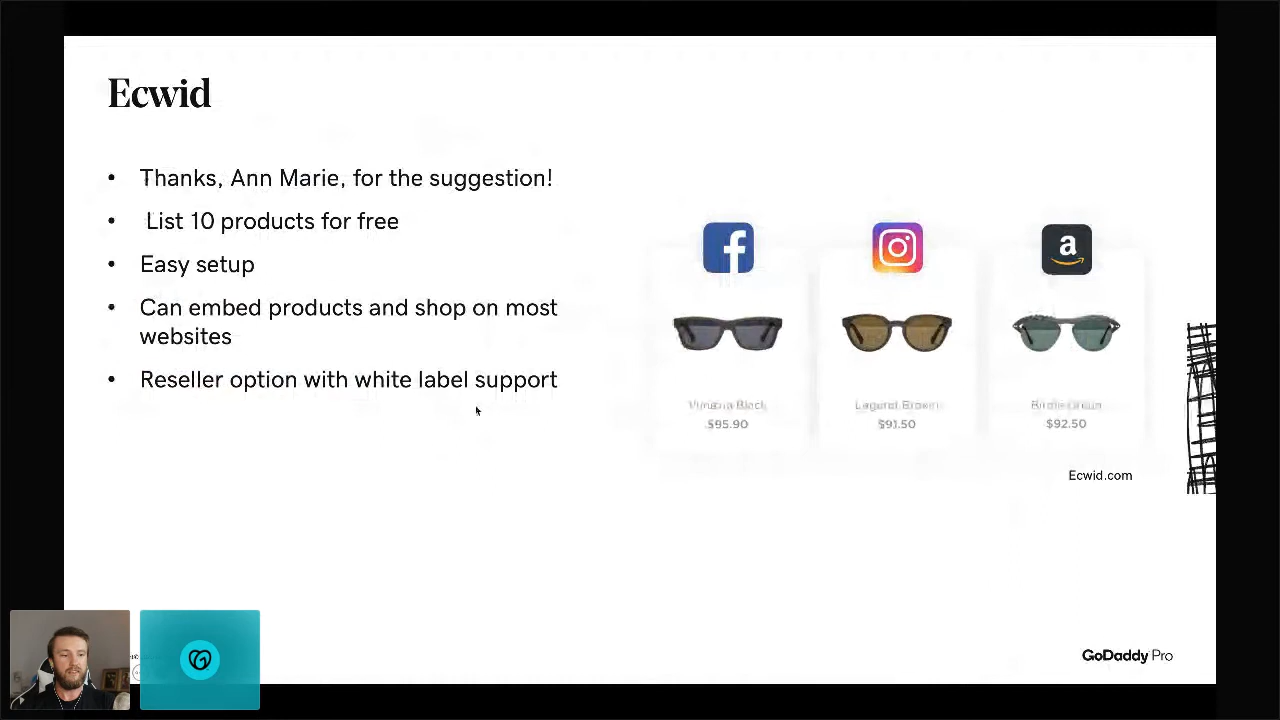 Ecwid
• Thanks, Ann Marie, for the suggestion!
• List 10 products for free
• Easy setup
• Can embed products and shop on most
websites
• Reseller option with white label support
a
$95.90
Legend Brown
$91.50
$92.50
Ecwid.com
GoDaddy Pro